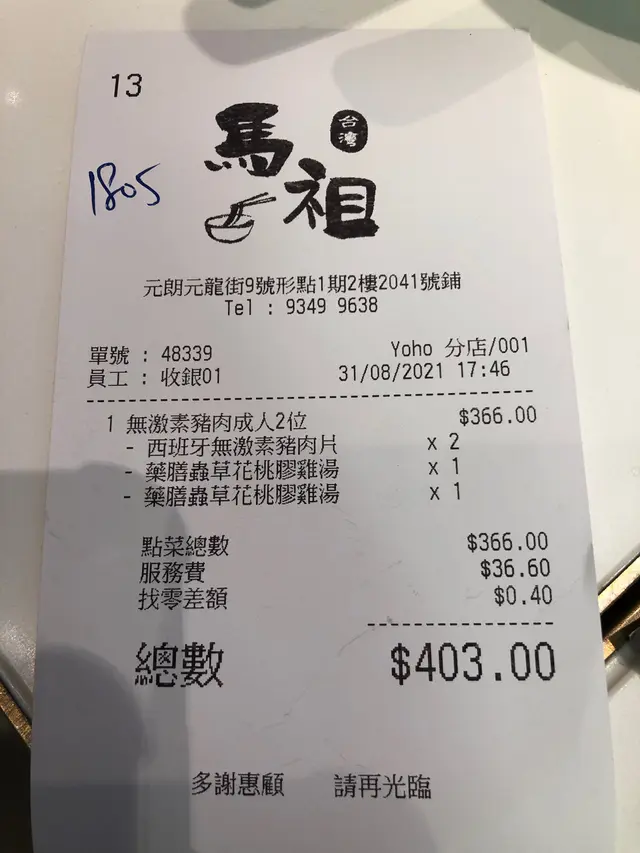 13
台灣
馬祖
1805
元朗元龍街9號形點1期2樓2041號鋪
Tel : 9349 9638
單號 : 48339 Yoho 分店/001
員工 : 收銀01 31/08/2021 17:46
1 無激素豬肉成人2位 $366.00
- 西班牙無激素豬肉片 x 2
- 藥膳蟲草花桃膠雞湯 x 1
- 藥膳蟲草花桃膠雞湯 x 1
點菜總數 $366.00
服務費 $36.60
找零差額 $0.40
總數 $403.00
多謝惠顧 請再光臨